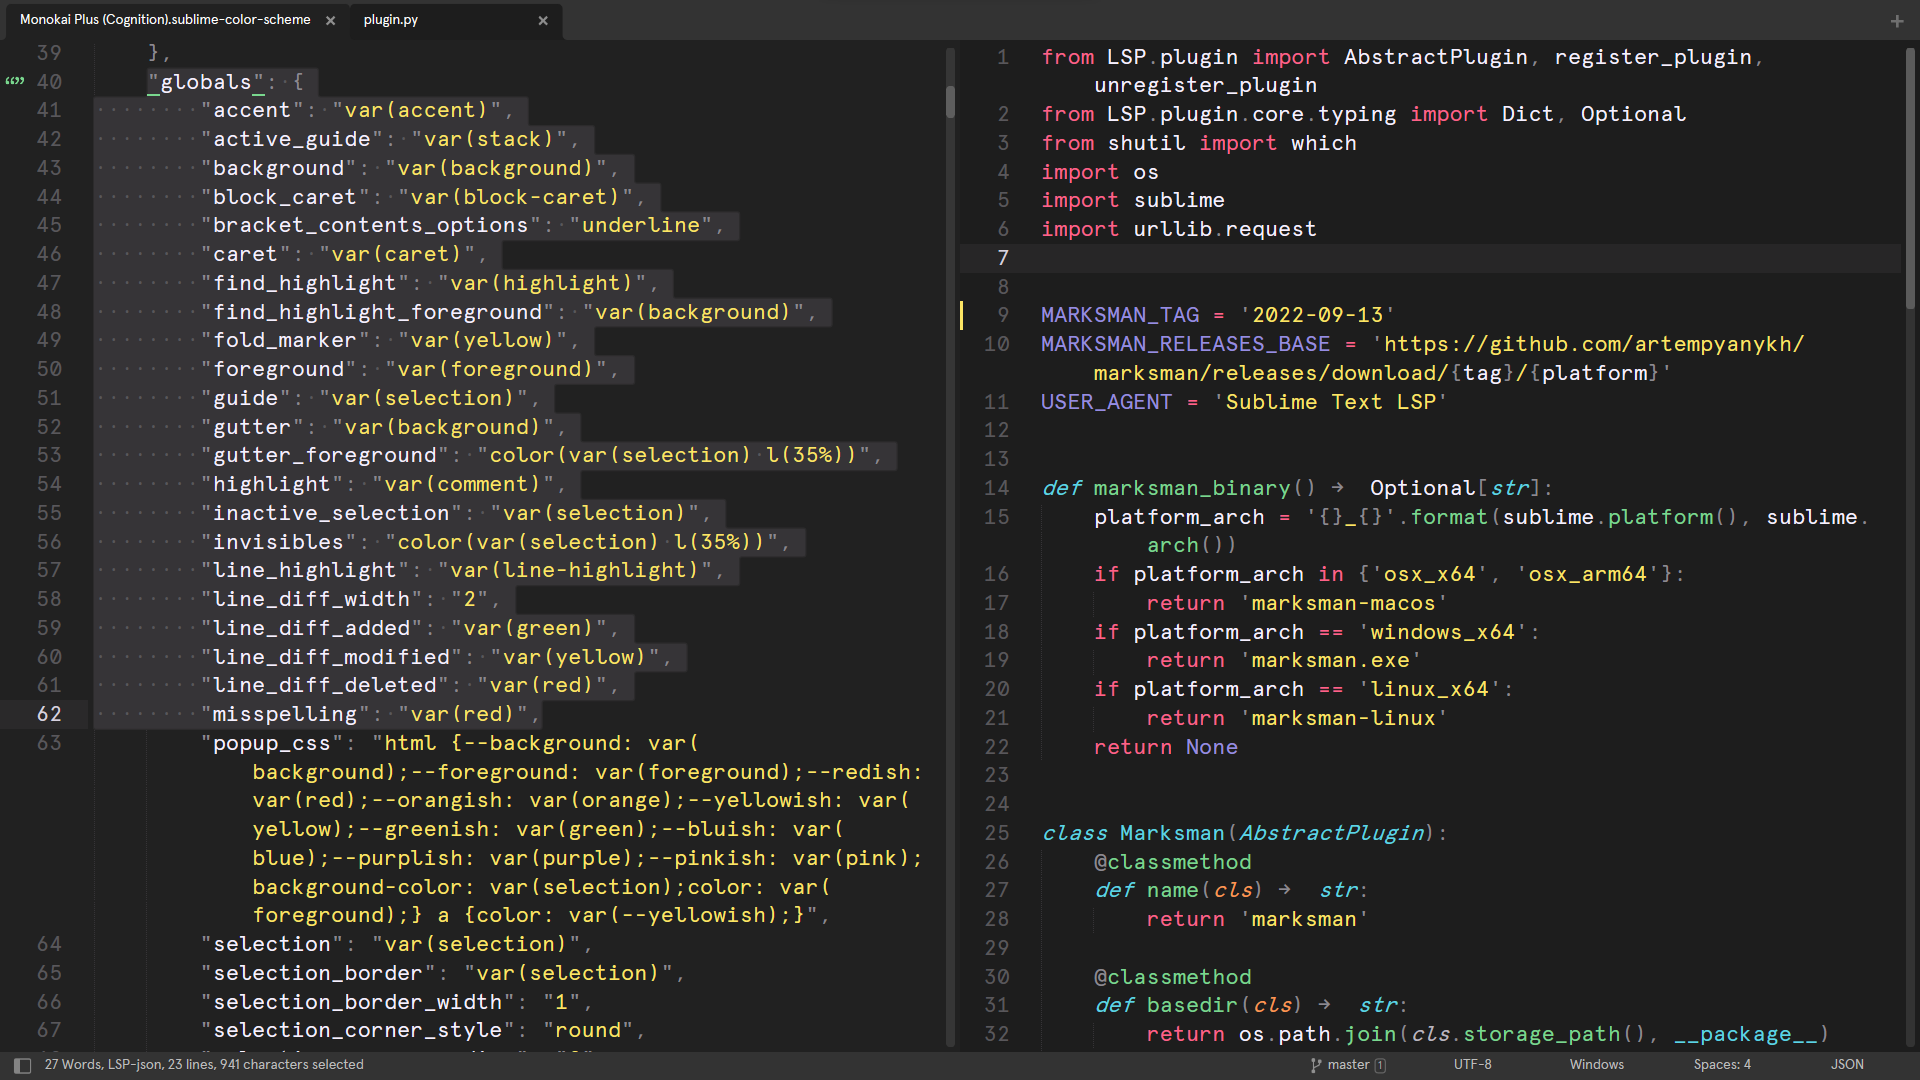 Monokai Plus (Cognition).sublime-color-scheme × plugin.py × +
39 },
40 "globals": {
41 "accent": "var(accent)",
42 "active_guide": "var(stack)",
43 "background": "var(background)",
44 "block_caret": "var(block-caret)",
45 "bracket_contents_options": "underline",
46 "caret": "var(caret)",
47 "find_highlight": "var(highlight)",
48 "find_highlight_foreground": "var(background)",
49 "fold_marker": "var(yellow)",
50 "foreground": "var(foreground)",
51 "guide": "var(selection)",
52 "gutter": "var(background)",
53 "gutter_foreground": "color(var(selection) l(35%))",
54 "highlight": "var(comment)",
55 "inactive_selection": "var(selection)",
56 "invisibles": "color(var(selection) l(35%))",
57 "line_highlight": "var(line-highlight)",
58 "line_diff_width": "2",
59 "line_diff_added": "var(green)",
60 "line_diff_modified": "var(yellow)",
61 "line_diff_deleted": "var(red)",
62 "misspelling": "var(red)",
63 "popup_css": "html {--background: var(
background);--foreground: var(foreground);--redish:
var(red);--orangish: var(orange);--yellowish: var(
yellow);--greenish: var(green);--bluish: var(
blue);--purplish: var(purple);--pinkish: var(pink);
background-color: var(selection);color: var(
foreground);} a {color: var(--yellowish);}",
64 "selection": "var(selection)",
65 "selection_border": "var(selection)",
66 "selection_border_width": "1",
67 "selection_corner_style": "round",
1 from LSP.plugin import AbstractPlugin, register_plugin,
unregister_plugin
2 from LSP.plugin.core.typing import Dict, Optional
3 from shutil import which
4 import os
5 import sublime
6 import urllib.request
7
8
9 MARKSMAN_TAG = '2022-09-13'
10 MARKSMAN_RELEASES_BASE = 'https://github.com/artempyanykh/
marksman/releases/download/{tag}/{platform}'
11 USER_AGENT = 'Sublime Text LSP'
12
13
14 def marksman_binary() → Optional[str]:
15 platform_arch = '{}_{}'.format(sublime.platform(), sublime.
arch())
16 if platform_arch in {'osx_x64', 'osx_arm64'}:
17 return 'marksman-macos'
18 if platform_arch == 'windows_x64':
19 return 'marksman.exe'
20 if platform_arch == 'linux_x64':
21 return 'marksman-linux'
22 return None
23
24
25 class Marksman(AbstractPlugin):
26 @classmethod
27 def name(cls) → str:
28 return 'marksman'
29
30 @classmethod
31 def basedir(cls) → str:
32 return os.path.join(cls.storage_path(), __package__)
27 Words, LSP-json, 23 lines, 941 characters selected master 1 UTF-8 Windows Spaces: 4 JSON